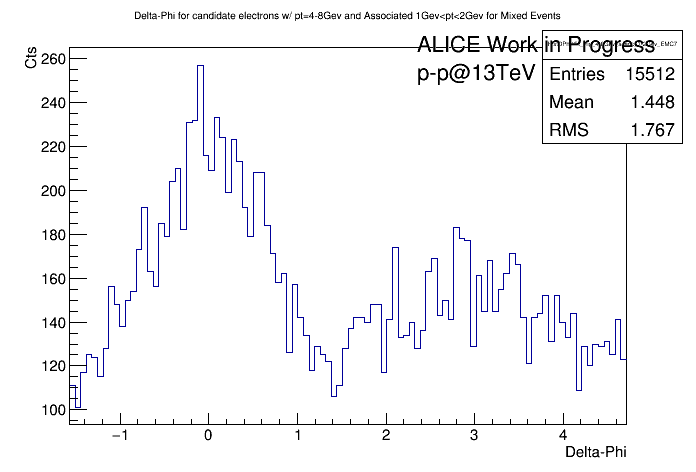 Delta-Phi for candidate electrons w/ pt=4-8Gev and Associated 1Gev<pt<2Gev for Mixed Events
Cts
ALICE Work in Progress
p-p@13TeV
Entries 15512
Mean 1.448
RMS 1.767
260
240
220
200
180
160
140
120
100
−1 0 1 2 3 4
Delta-Phi